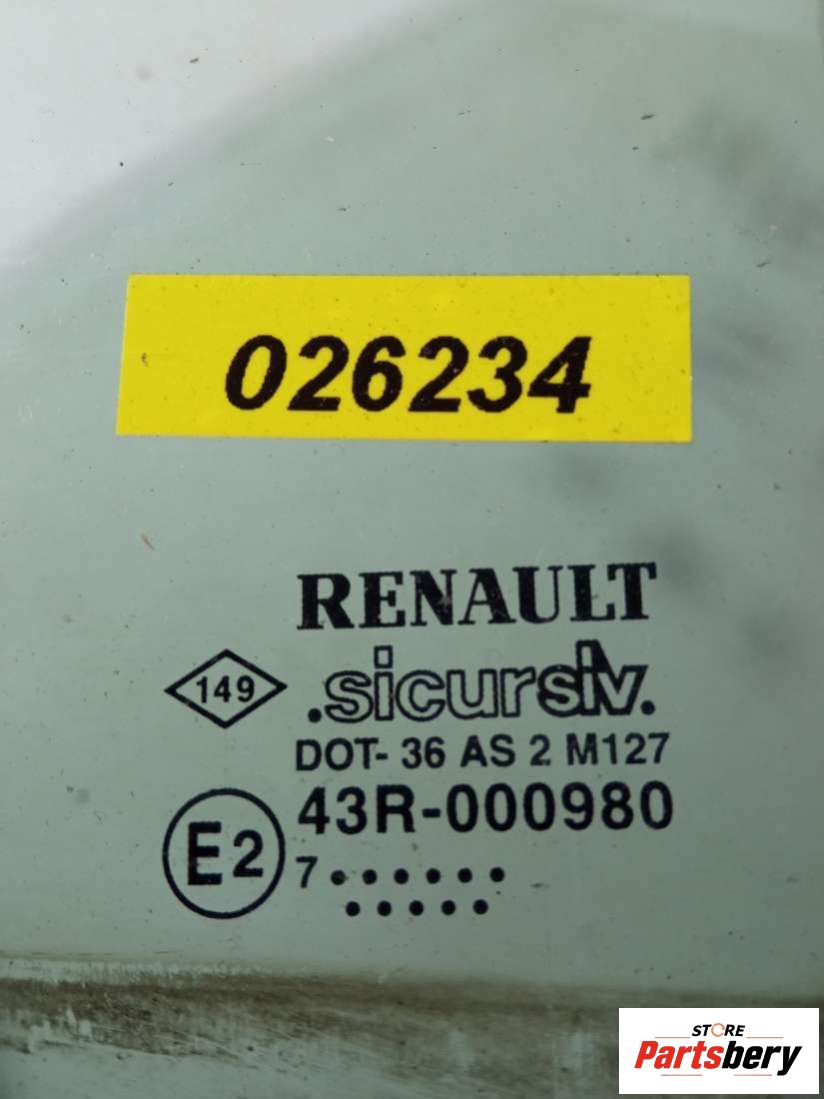 026234
RENAULT
149
.sicursiv.
DOT- 36 AS 2 M127
E2
43R-000980
7 . . . . . .
. . . . .
STORE
Partsbery